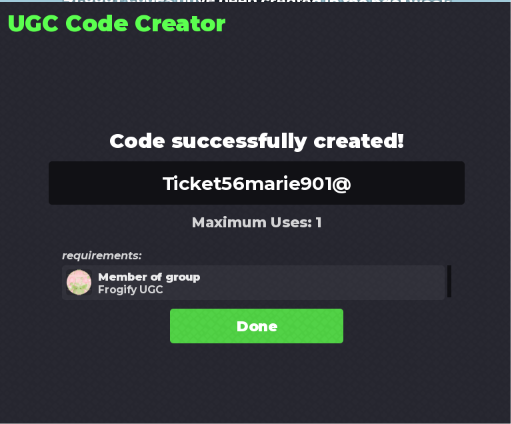 UGC Code Creator
Code successfully created!
Ticket56marie901@
Maximum Uses: 1
requirements:
Member of group
Frogify UGC
Done